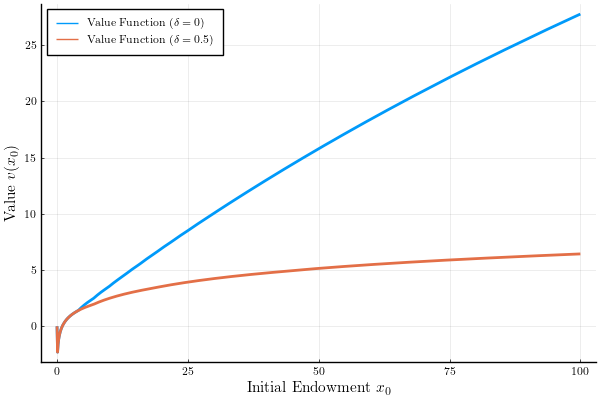 Value Function (δ = 0)
Value Function (δ = 0.5)
25
20
15
10
5
0
Value v(x₀)
0
25
50
75
100
Initial Endowment x₀